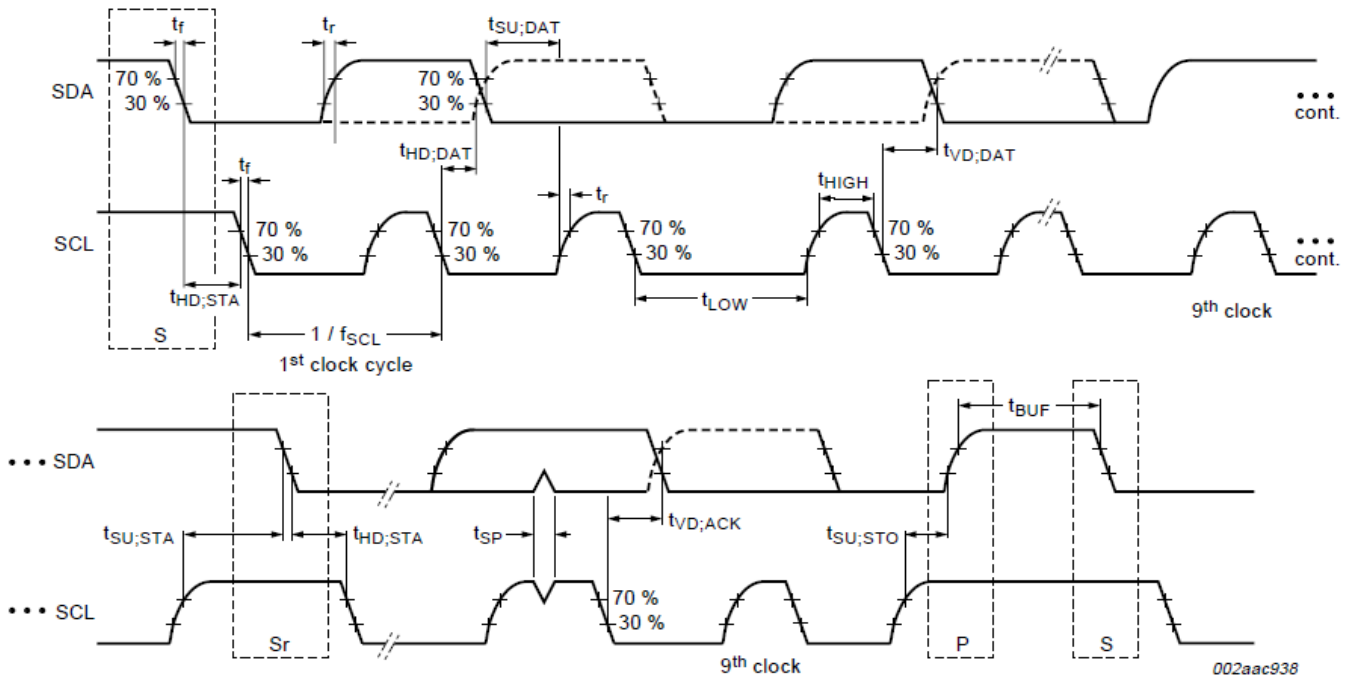 tf tr tSU;DAT
70 % 70 %
SDA
30 % 30 %
••• cont.
tHD;DAT tVD;DAT
tf tr tHIGH
70 % 70 % 70 % 70 %
SCL
30 % 30 % 30 % 30 %
••• cont.
tHD;STA tLOW
9th clock
S 1 / fSCL
1st clock cycle
tBUF
••• SDA
tSU;STA tHD;STA tSP tVD;ACK tSU;STO
70 %
••• SCL
30 %
Sr P S
9th clock
002aac938